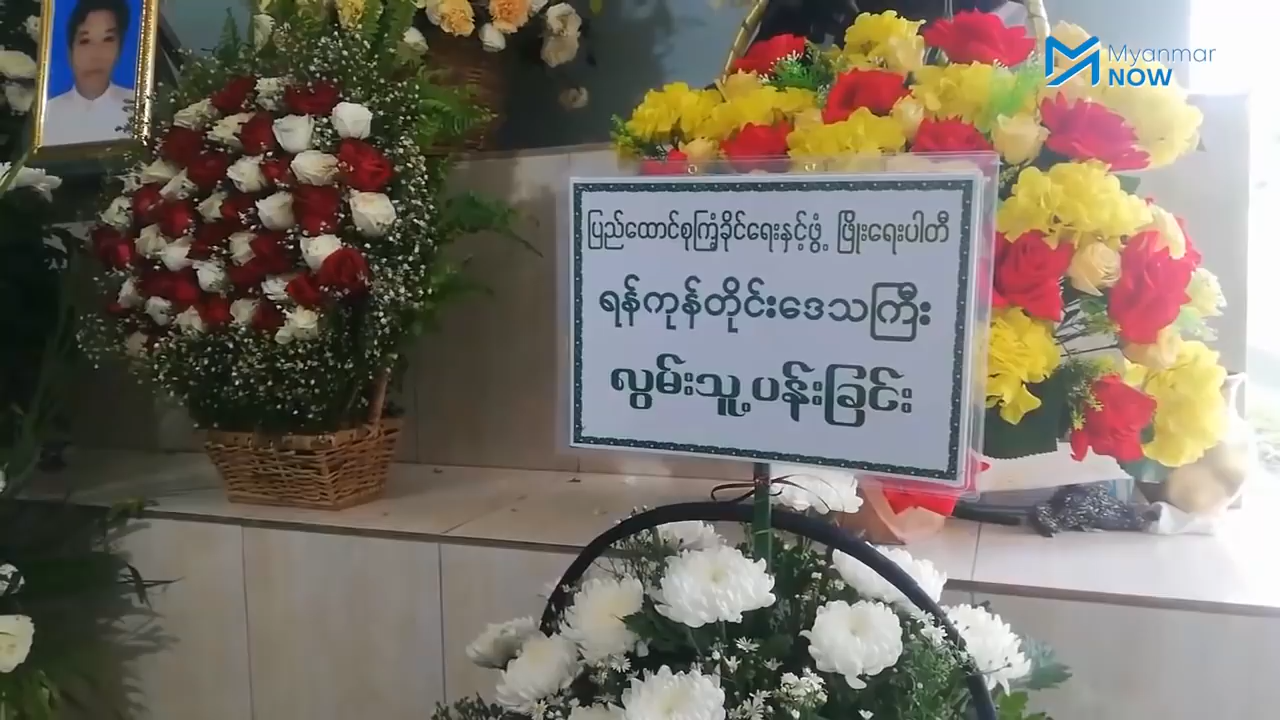 Myanmar
NOW
ပြည်ထောင်စုကြံ့ခိုင်ရေးနှင့်ဖွံ့ ဖြိုးရေးပါတီ
ရန်ကုန်တိုင်းဒေသကြီး
လွမ်းသူ့ပန်းခြင်း